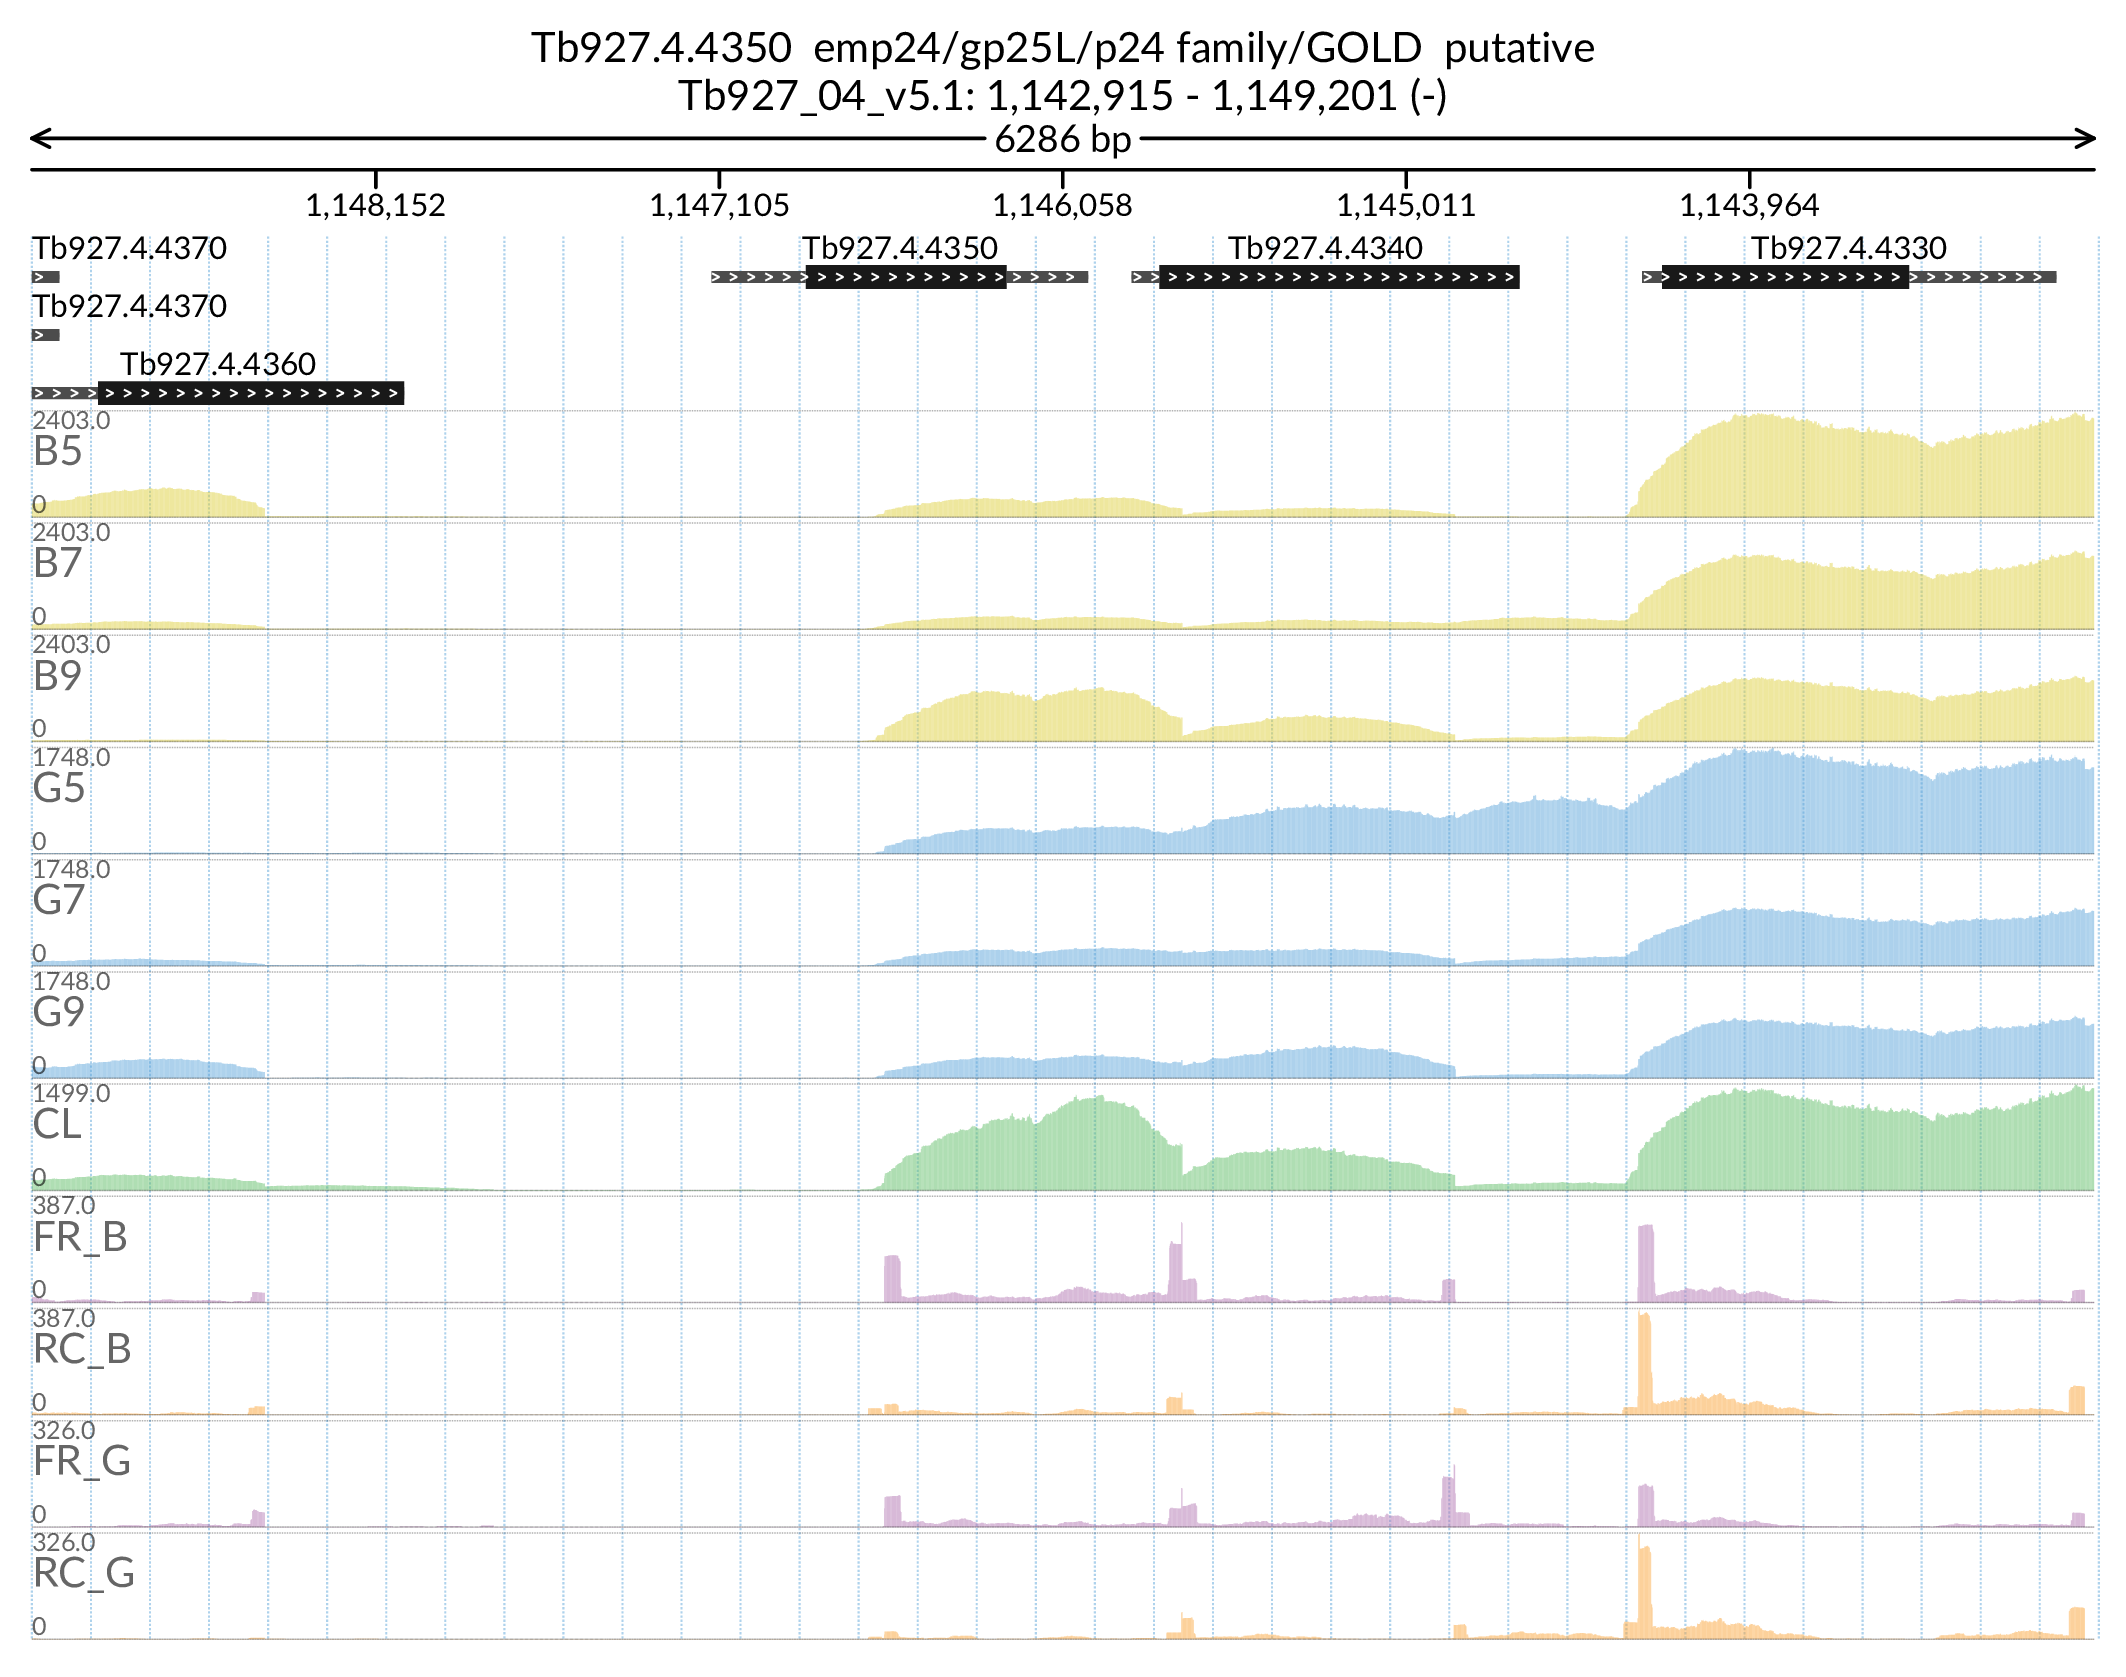 Tb927.4.4350 emp24/gp25L/p24 family/GOLD putative
Tb927_04_v5.1: 1,142,915 - 1,149,201 (-)
6286 bp
1,148,152 1,147,105 1,146,058 1,145,011 1,143,964
Tb927.4.4370 Tb927.4.4350 Tb927.4.4340 Tb927.4.4330
Tb927.4.4370
Tb927.4.4360
2403.0
B5
0
2403.0
B7
0
2403.0
B9
0
1748.0
G5
0
1748.0
G7
0
1748.0
G9
0
1499.0
CL
0
387.0
FR_B
0
387.0
RC_B
0
326.0
FR_G
0
326.0
RC_G
0